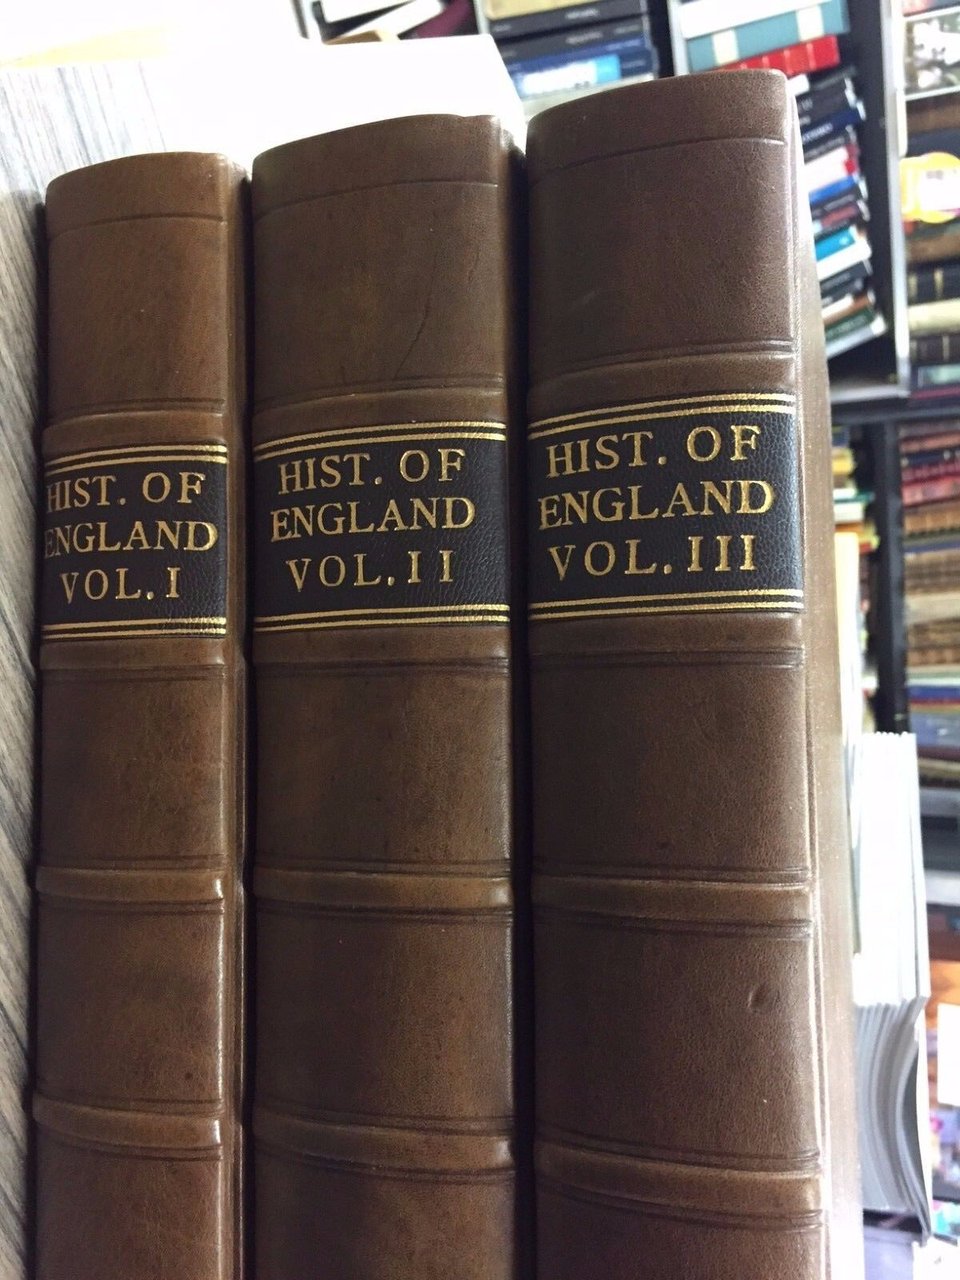 HIST. OF
ENGLAND
VOL. I
HIST. OF
ENGLAND
VOL. II
HIST. OF
ENGLAND
VOL. III